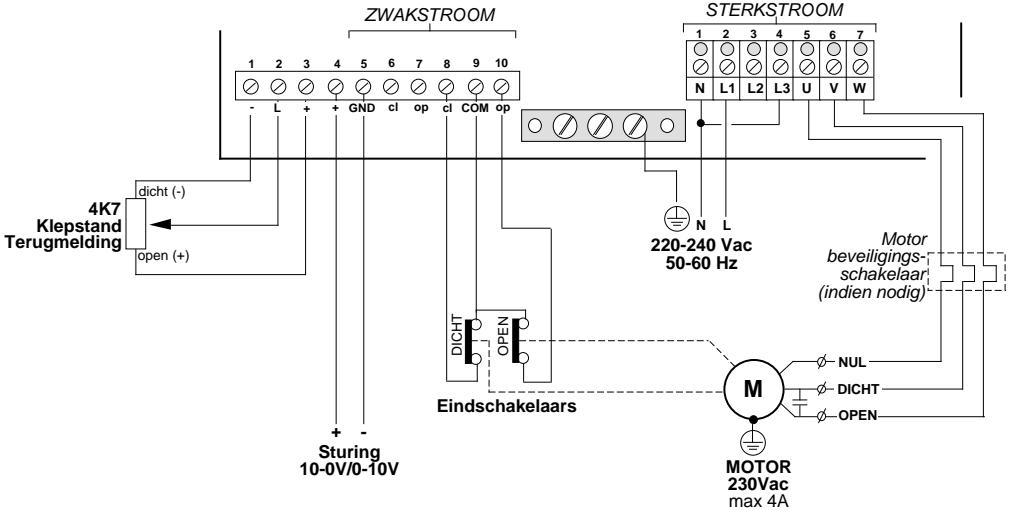 ZWAKSTROOM
STERKSTROOM
1 2 3 4 5 6 7 8 9 10
- L + + GND cl op cl COM op
1 2 3 4 5 6 7
N L1 L2 L3 U V W
dicht (-)
4K7
Klepstand
Terugmelding
open (+)
N L
220-240 Vac
50-60 Hz
Motor
beveiligings-
schakelaar
(indien nodig)
DICHT
OPEN
Eindschakelaars
M
NUL
DICHT
OPEN
+ -
Sturing
10-0V/0-10V
MOTOR
230Vac
max 4A